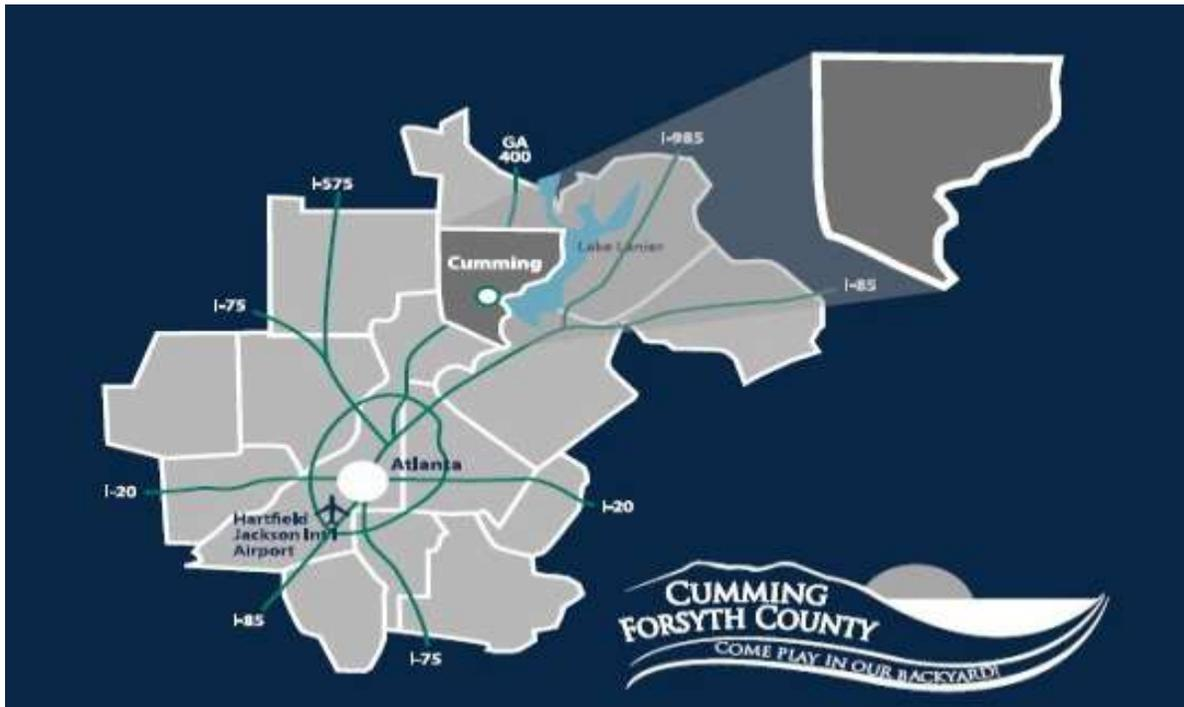 GA
400
I-985
I-575
Lake Lanier
Cumming
I-85
I-75
Atlanta
I-20
I-20
Hartfield
Jackson Int'l
Airport
I-85
I-75
CUMMING
FORSYTH COUNTY
COME PLAY IN OUR BACKYARD!